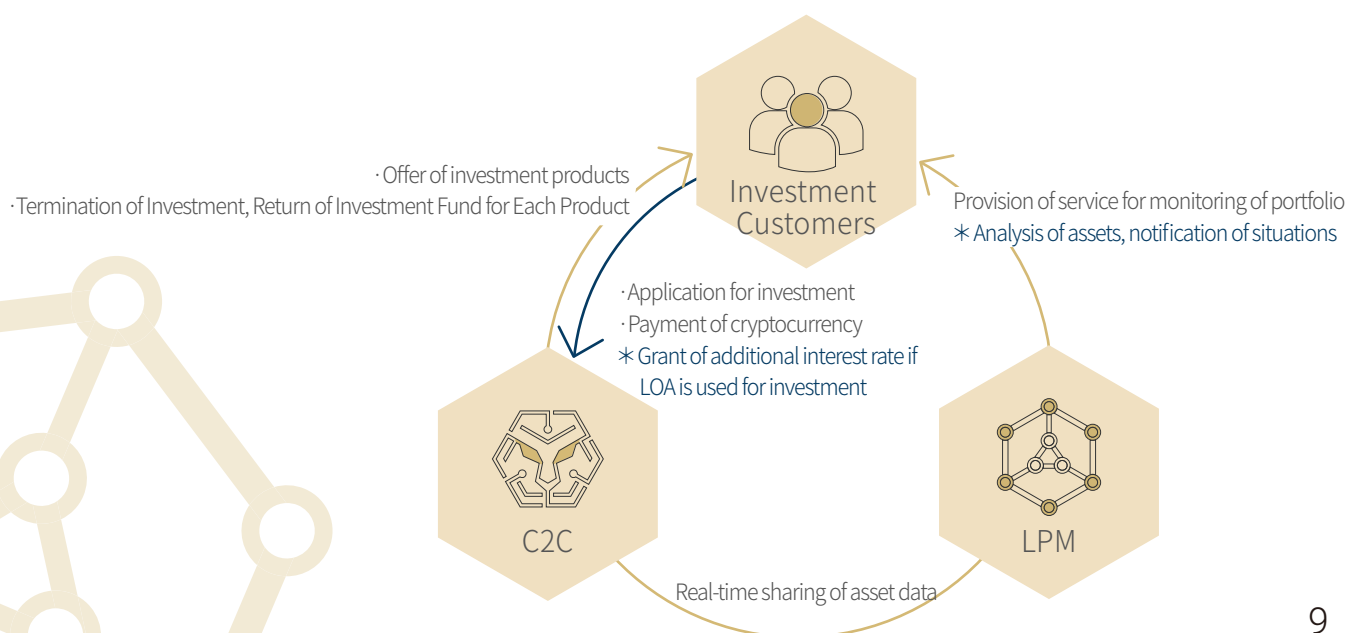 ·Offer of investment products
·Termination of Investment, Return of Investment Fund for Each Product
Investment
Customers
Provision of service for monitoring of portfolio
＊Analysis of assets, notification of situations
·Application for investment
·Payment of cryptocurrency
＊Grant of additional interest rate if
LOA is used for investment
C2C
LPM
Real-time sharing of asset data
9